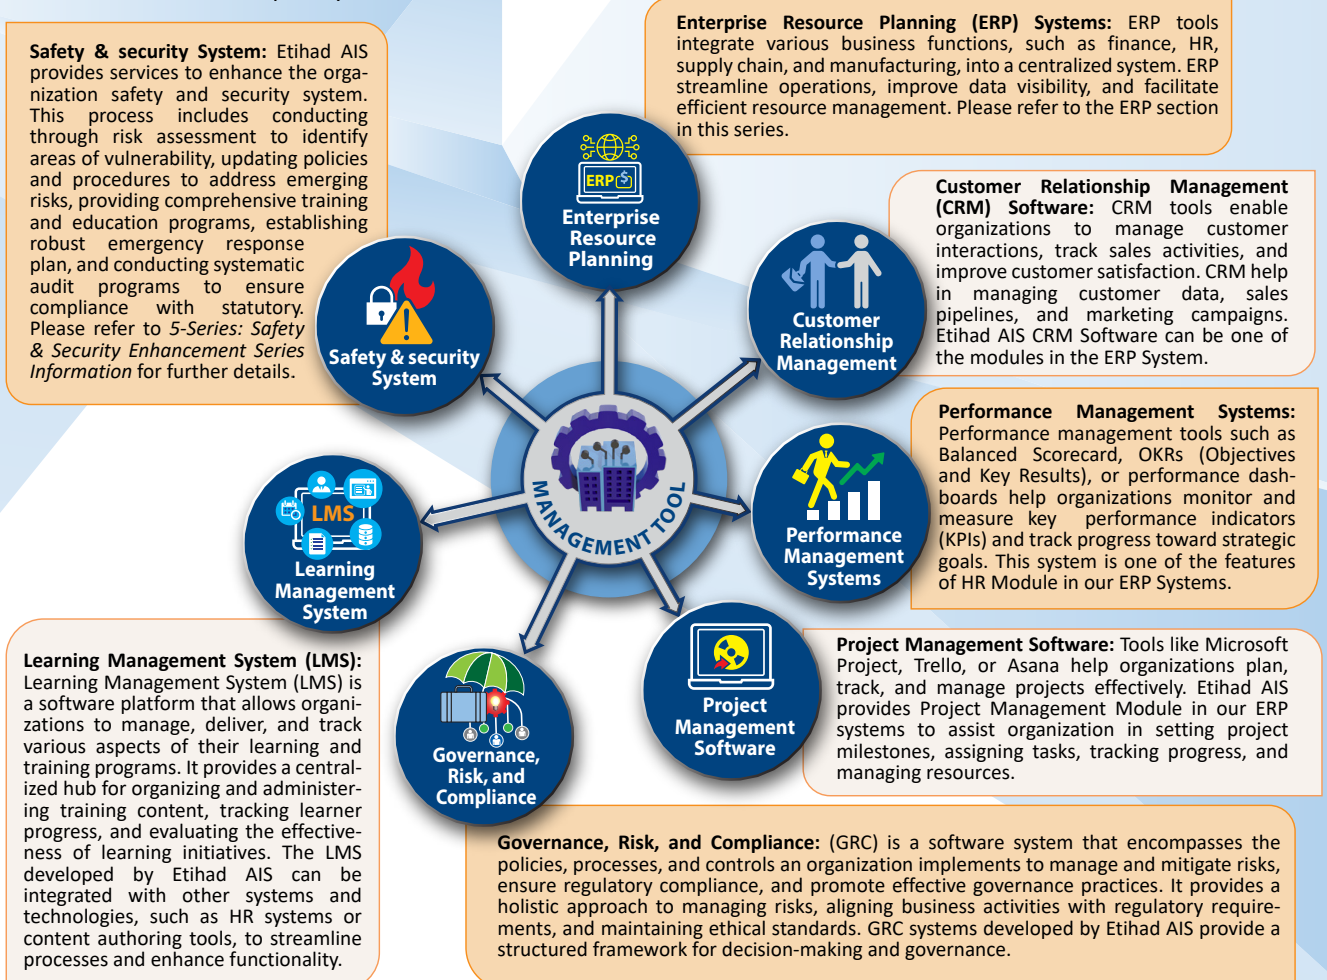 Safety & security System: Etihad AIS
provides services to enhance the orga-
nization safety and security system.
This process includes conducting
through risk assessment to identify
areas of vulnerability, updating policies
and procedures to address emerging
risks, providing comprehensive training
and education programs, establishing
robust emergency response
plan, and conducting systematic
audit programs to ensure
compliance with statutory.
Please refer to 5-Series: Safety
& Security Enhancement Series
Information for further details.
Enterprise Resource Planning (ERP) Systems: ERP tools
integrate various business functions, such as finance, HR,
supply chain, and manufacturing, into a centralized system. ERP
streamline operations, improve data visibility, and facilitate
efficient resource management. Please refer to the ERP section
in this series.
ERP
Enterprise
Resource
Planning
Customer Relationship Management
(CRM) Software: CRM tools enable
organizations to manage customer
interactions, track sales activities, and
improve customer satisfaction. CRM help
in managing customer data, sales
pipelines, and marketing campaigns.
Etihad AIS CRM Software can be one of
the modules in the ERP System.
Customer
Relationship
Management
Safety & security
System
MANAGEMENT TOOL
Performance Management Systems:
Performance management tools such as
Balanced Scorecard, OKRs (Objectives
and Key Results), or performance dash-
boards help organizations monitor and
measure key performance indicators
(KPIs) and track progress toward strategic
goals. This system is one of the features
of HR Module in our ERP Systems.
Performance
Management
Systems
LMS
Learning
Management
System
Project Management Software: Tools like Microsoft
Project, Trello, or Asana help organizations plan,
track, and manage projects effectively. Etihad AIS
provides Project Management Module in our ERP
systems to assist organization in setting project
milestones, assigning tasks, tracking progress, and
managing resources.
Project
Management
Software
Learning Management System (LMS):
Learning Management System (LMS) is
a software platform that allows organi-
zations to manage, deliver, and track
various aspects of their learning and
training programs. It provides a central-
ized hub for organizing and administer-
ing training content, tracking learner
progress, and evaluating the effective-
ness of learning initiatives. The LMS
developed by Etihad AIS can be
integrated with other systems and
technologies, such as HR systems or
content authoring tools, to streamline
processes and enhance functionality.
Governance,
Risk, and
Compliance
Governance, Risk, and Compliance: (GRC) is a software system that encompasses the
policies, processes, and controls an organization implements to manage and mitigate risks,
ensure regulatory compliance, and promote effective governance practices. It provides a
holistic approach to managing risks, aligning business activities with regulatory require-
ments, and maintaining ethical standards. GRC systems developed by Etihad AIS provide a
structured framework for decision-making and governance.